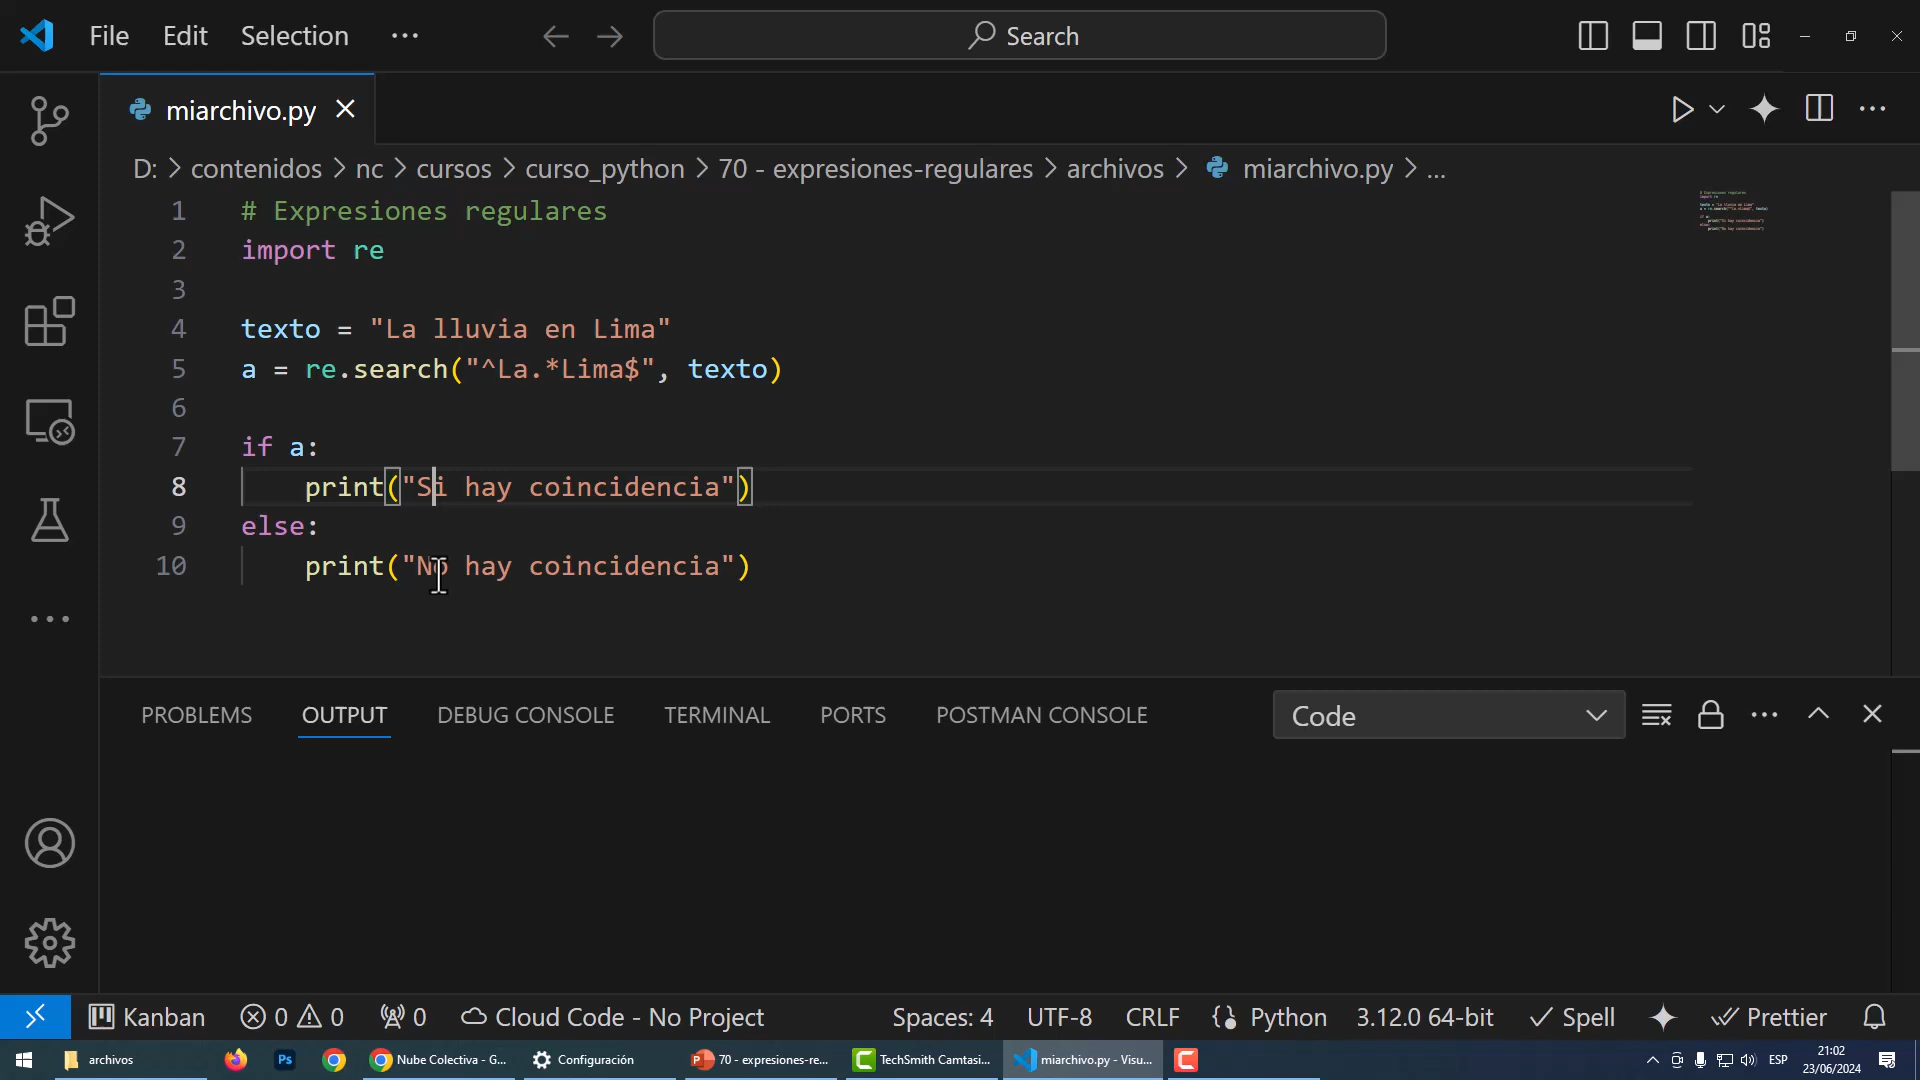 File Edit Selection ··· Search
miarchivo.py
D: > contenidos > nc > cursos > curso_python > 70 - expresiones-regulares > archivos > miarchivo.py > ...
1 # Expresiones regulares
2 import re
3
4 texto = "La lluvia en Lima"
5 a = re.search("^La.*Lima$", texto)
6
7 if a:
8 print("Si hay coincidencia")
9 else:
10 print("No hay coincidencia")
PROBLEMS OUTPUT DEBUG CONSOLE TERMINAL PORTS POSTMAN CONSOLE Code
Kanban 0 0 0 Cloud Code - No Project Spaces: 4 UTF-8 CRLF Python 3.12.0 64-bit Spell Prettier
archivos Ps Nube Colectiva - G... Configuración 70 - expresiones-re... TechSmith Camtasi... miarchivo.py - Visu... ESP 21:02
23/06/2024